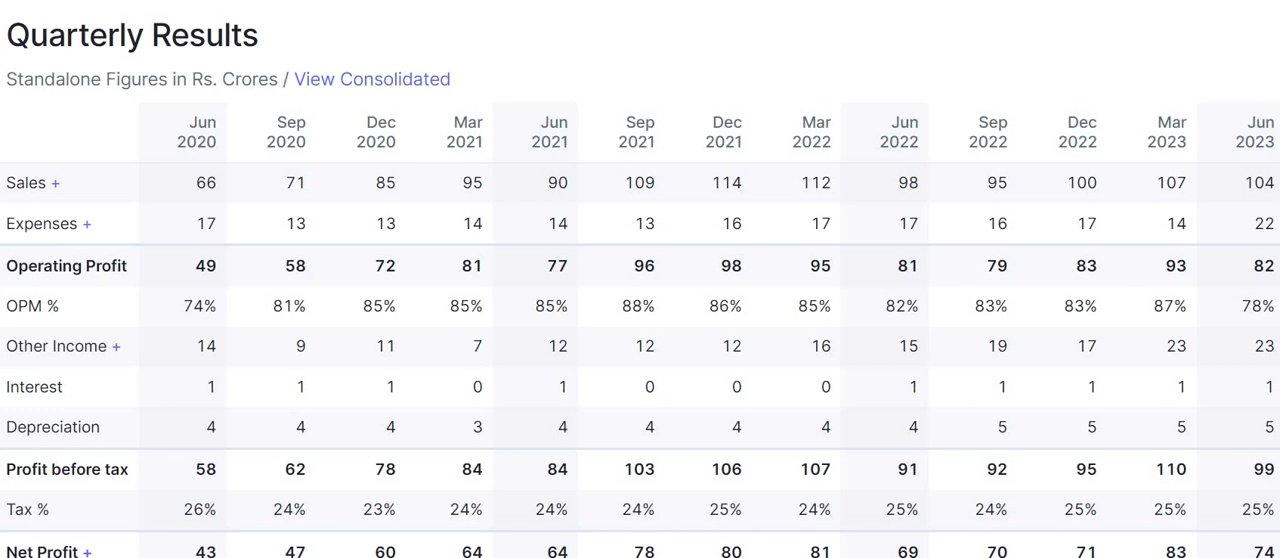 Quarterly Results
Standalone Figures in Rs. Crores / View Consolidated
Jun 2020 Sep 2020 Dec 2020 Mar 2021 Jun 2021 Sep 2021 Dec 2021 Mar 2022 Jun 2022 Sep 2022 Dec 2022 Mar 2023 Jun 2023
Sales + 66 71 85 95 90 109 114 112 98 95 100 107 104
Expenses + 17 13 13 14 14 13 16 17 17 16 17 14 22
Operating Profit 49 58 72 81 77 96 98 95 81 79 83 93 82
OPM % 74% 81% 85% 85% 85% 88% 86% 85% 82% 83% 83% 87% 78%
Other Income + 14 9 11 7 12 12 12 16 15 19 17 23 23
Interest 1 1 1 0 1 0 0 0 1 1 1 1 1
Depreciation 4 4 4 3 4 4 4 4 4 5 5 5 5
Profit before tax 58 62 78 84 84 103 106 107 91 92 95 110 99
Tax % 26% 24% 23% 24% 24% 24% 25% 24% 25% 24% 25% 25% 25%
Net Profit + 43 47 60 64 64 78 80 81 69 70 71 83 74